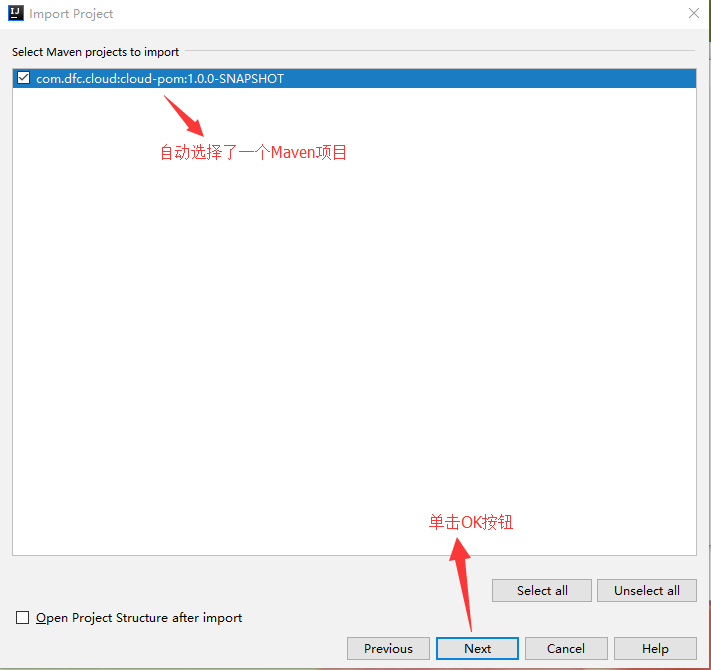 Import Project
Select Maven projects to import
com.dfc.cloud:cloud-pom:1.0.0-SNAPSHOT
自动选择了一个Maven项目
单击OK按钮
Select all
Unselect all
Open Project Structure after import
Previous
Next
Cancel
Help